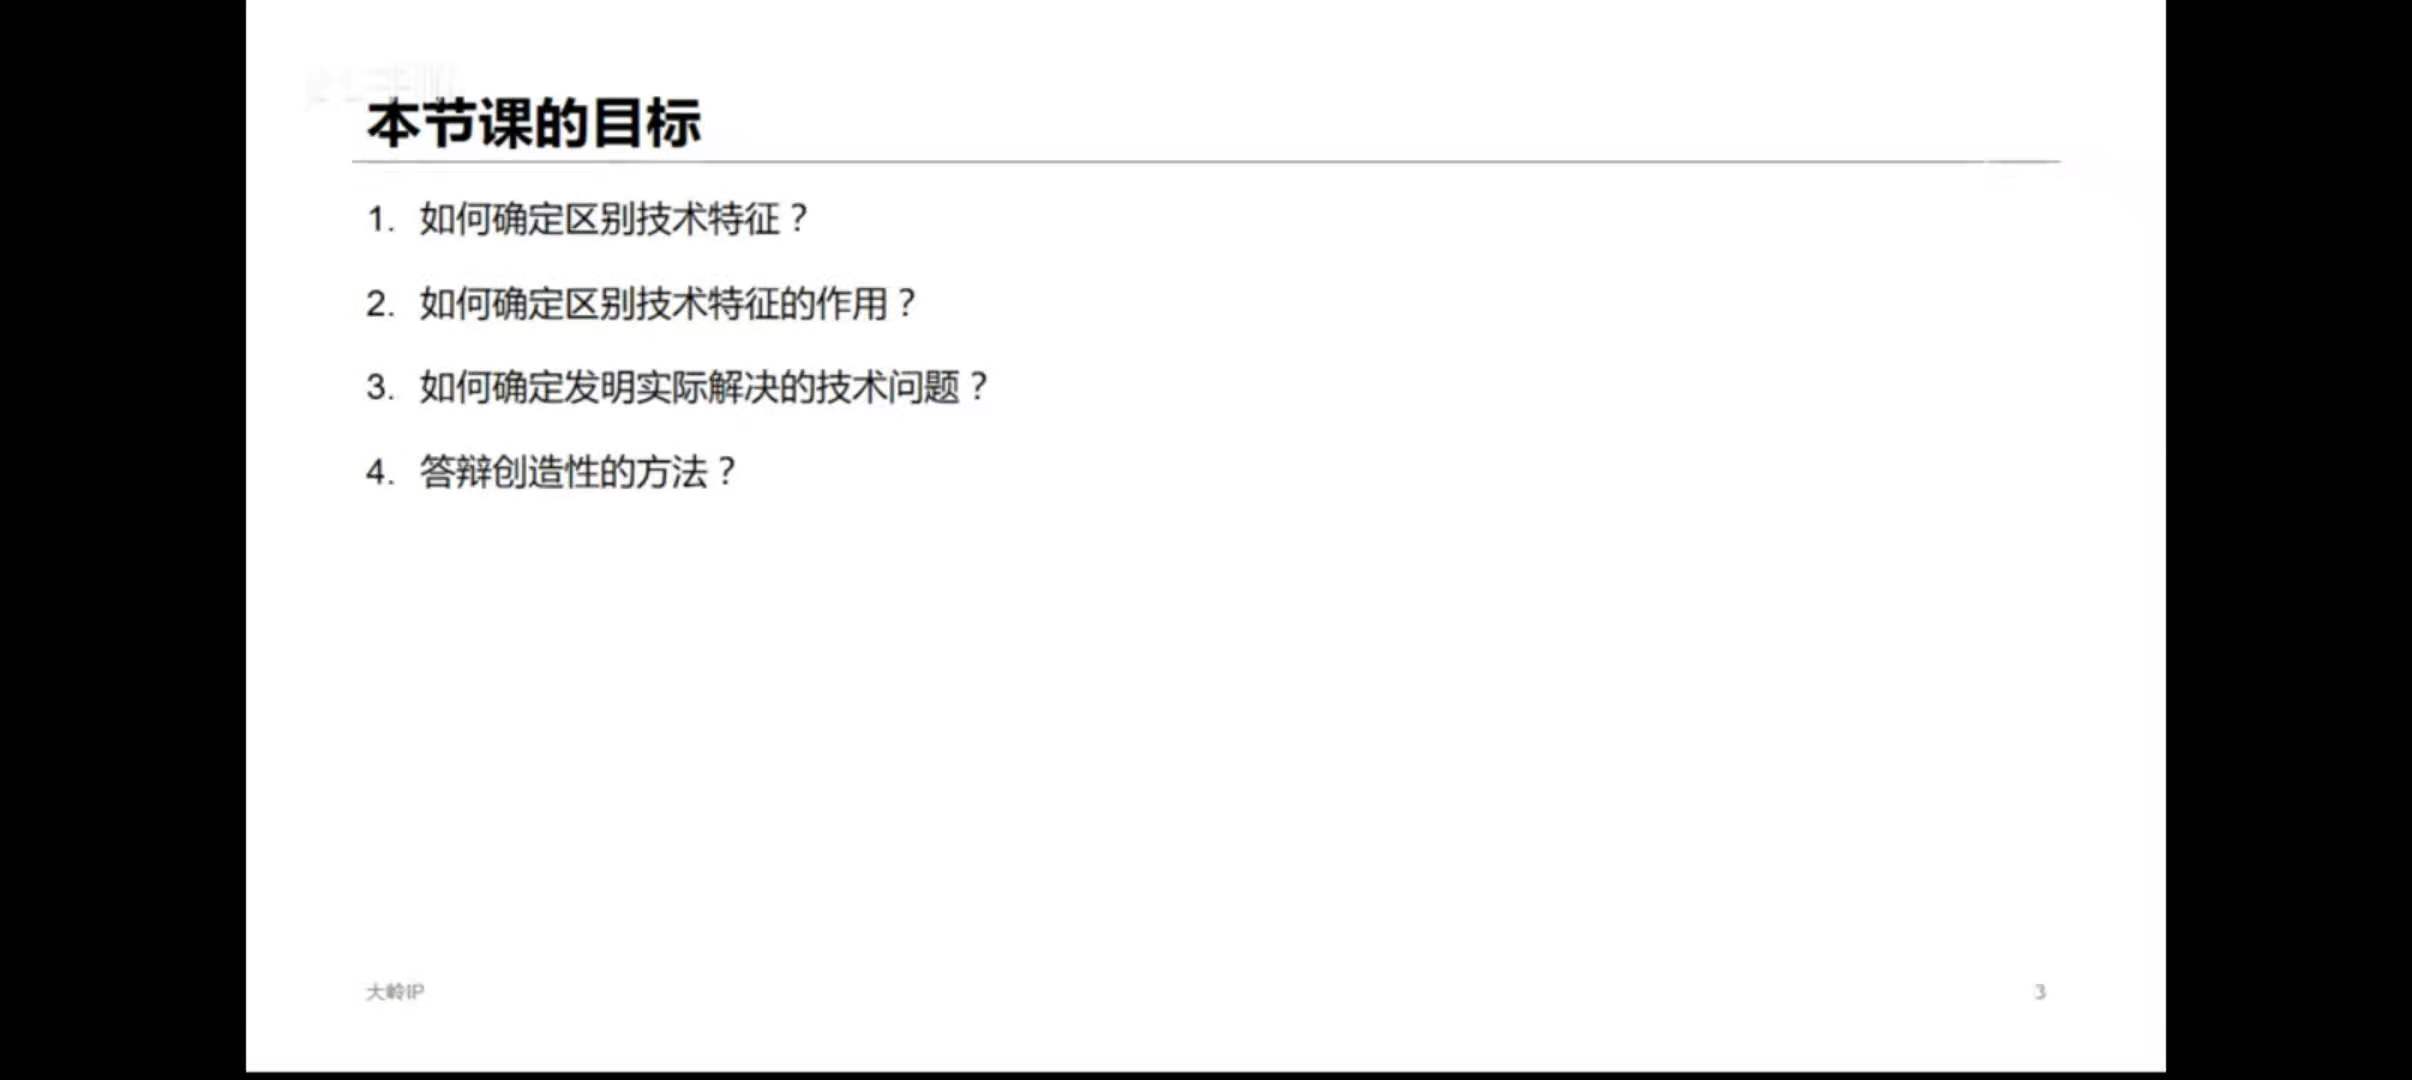 本节课的目标
1. 如何确定区别技术特征？
2. 如何确定区别技术特征的作用？
3. 如何确定发明实际解决的技术问题？
4. 答辩创造性的方法？
大岭IP
3